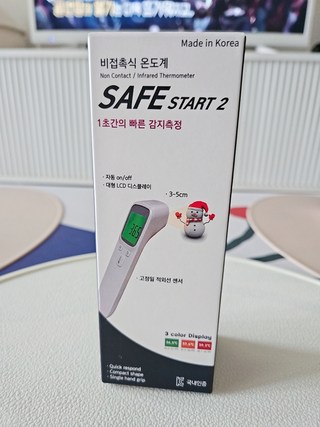 Made in Korea
비접촉식 온도계
Non Contact / Infrared Thermometer
SAFE START 2
1초간의 빠른 감지측정
· 자동 on/off
· 대형 LCD 디스플레이
· 3~5cm
36.5
· 고정밀 적외선 센서
3 color Display
· Quick respond
· Compact shape
· Single hand grip
국내인증